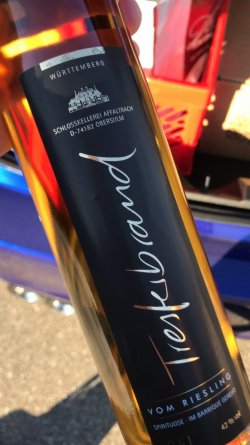 WÜRTTEMBERG
SCHLOSSKELLEREI AFFALTRACH
D-74182 OBERSULM
Tresterbrand
VOM RIESLING
SPIRITUOSE · IM BARRIQUE GEREIFT
42 % vol